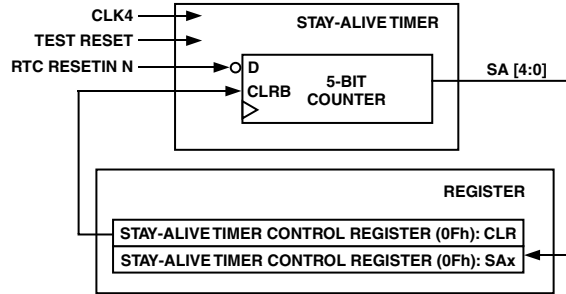 CLK4
STAY-ALIVE TIMER
TEST RESET
RTC RESETIN N
D
CLRB
5-BIT
COUNTER
SA [4:0]
REGISTER
STAY-ALIVE TIMER CONTROL REGISTER (0Fh): CLR
STAY-ALIVE TIMER CONTROL REGISTER (0Fh): SAx